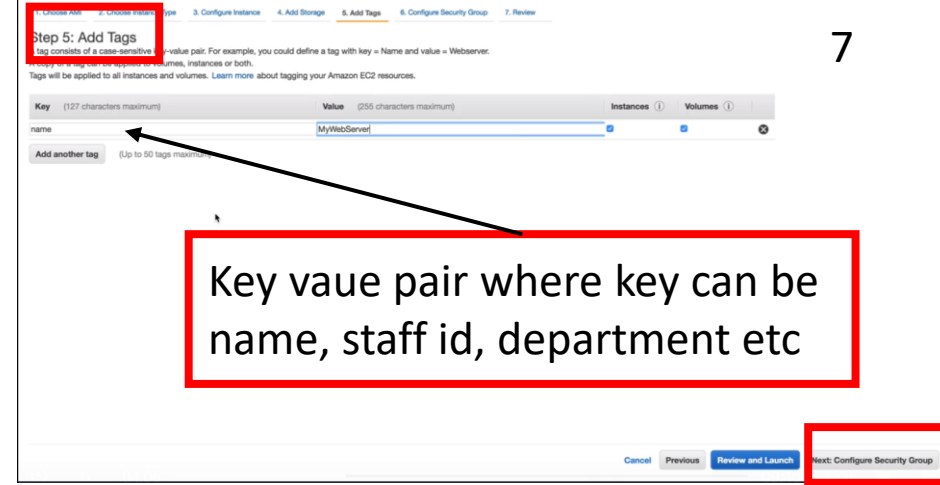 1. Choose AMI 2. Choose Instance Type 3. Configure Instance 4. Add Storage 5. Add Tags 6. Configure Security Group 7. Review
Step 5: Add Tags
7
A tag consists of a case-sensitive key-value pair. For example, you could define a tag with key = Name and value = Webserver.
A copy of a tag can be applied to volumes, instances or both.
Tags will be applied to all instances and volumes. Learn more about tagging your Amazon EC2 resources.
Key (127 characters maximum) Value (255 characters maximum) Instances i Volumes i
name MyWebServer
Add another tag (Up to 50 tags maximum)
Key vaue pair where key can be
name, staff id, department etc
Cancel Previous Review and Launch Next: Configure Security Group